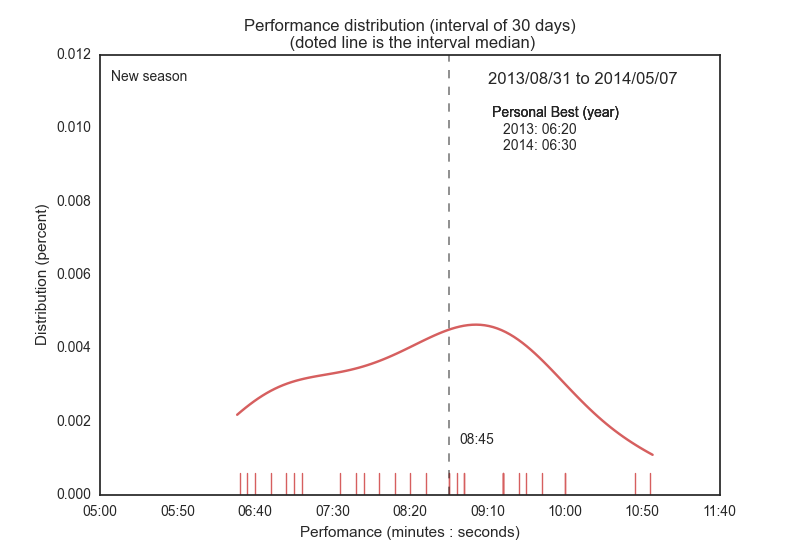 Performance distribution (interval of 30 days)
(doted line is the interval median)
0.012
New season
2013/08/31 to 2014/05/07
Personal Best (year)
2013: 06:20
2014: 06:30
0.010
0.008
0.006
0.004
0.002
0.000
Distribution (percent)
08:45
05:00 05:50 06:40 07:30 08:20 09:10 10:00 10:50 11:40
Perfomance (minutes : seconds)